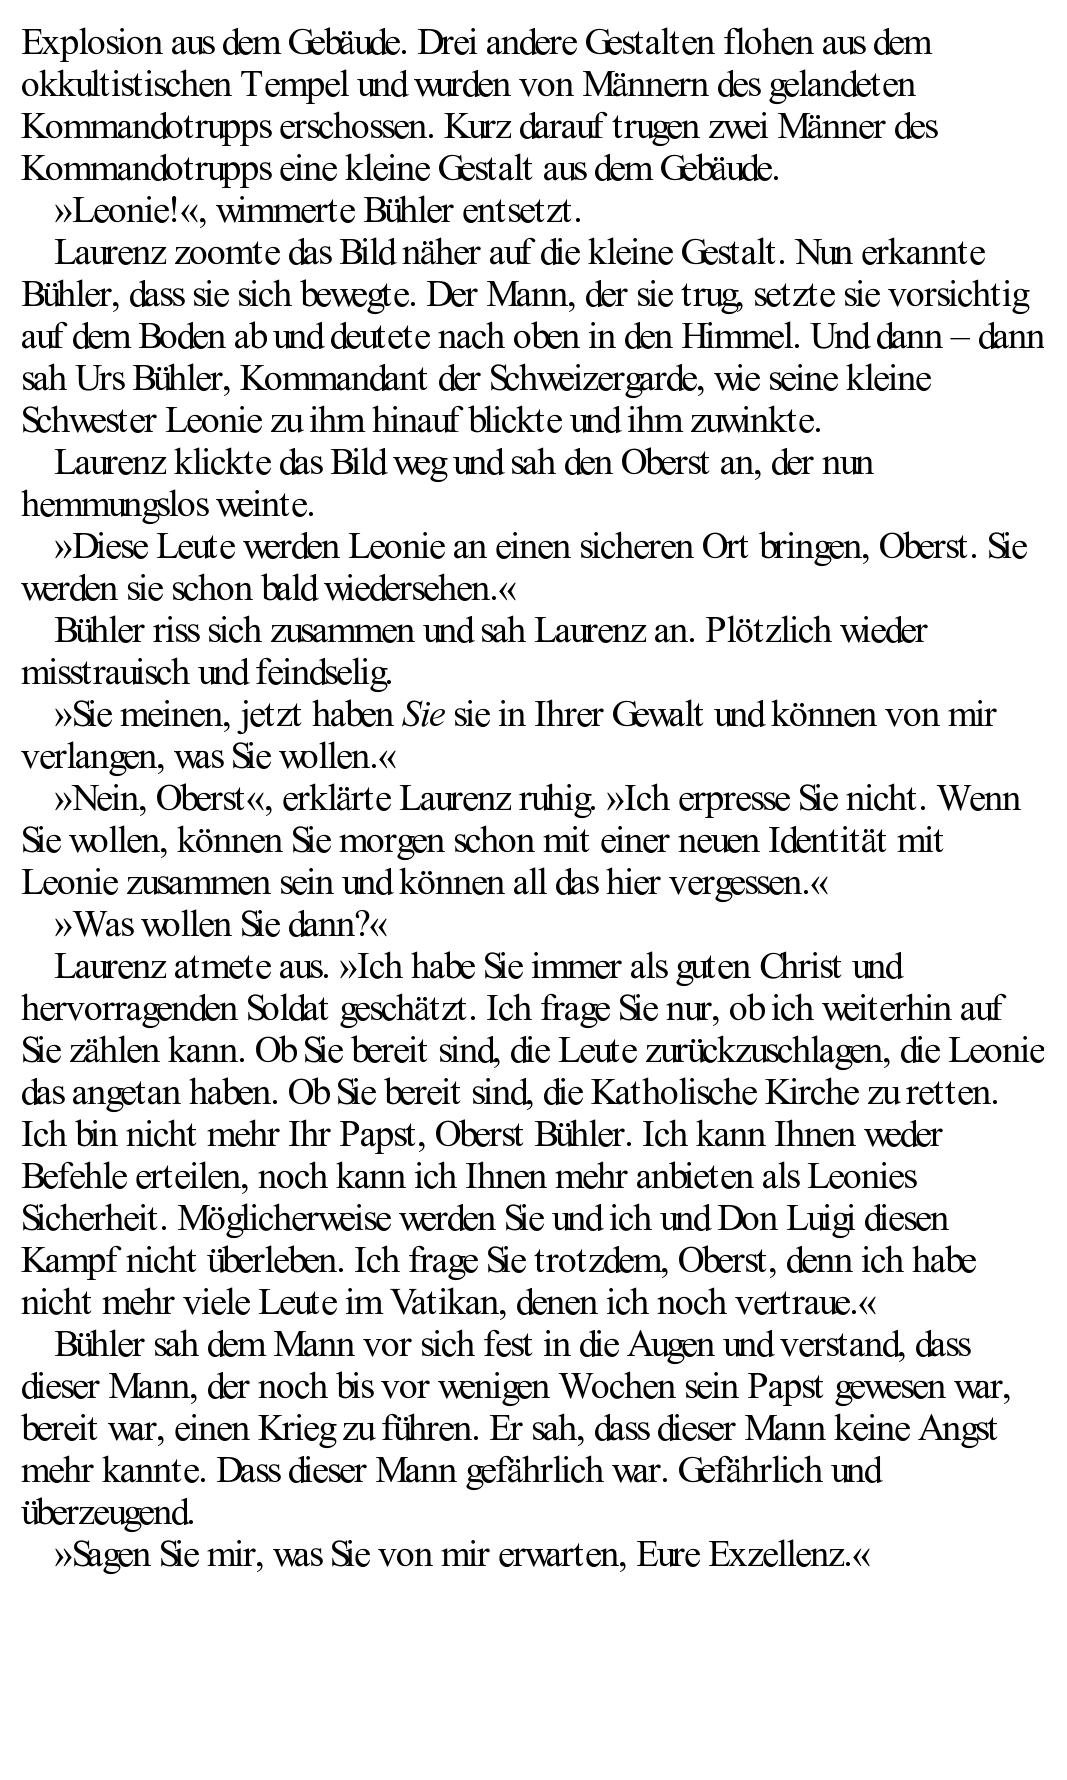 Explosion aus dem Gebäude. Drei andere Gestalten flohen aus dem
okkultistischen Tempel und wurden von Männern des gelandeten
Kommandotrupps erschossen. Kurz darauf trugen zwei Männer des
Kommandotrupps eine kleine Gestalt aus dem Gebäude.
»Leonie!«, wimmerte Bühler entsetzt.
Laurenz zoomte das Bild näher auf die kleine Gestalt. Nun erkannte
Bühler, dass sie sich bewegte. Der Mann, der sie trug, setzte sie vorsichtig
auf dem Boden ab und deutete nach oben in den Himmel. Und dann – dann
sah Urs Bühler, Kommandant der Schweizergarde, wie seine kleine
Schwester Leonie zu ihm hinauf blickte und ihm zuwinkte.
Laurenz klickte das Bild weg und sah den Oberst an, der nun
hemmungslos weinte.
»Diese Leute werden Leonie an einen sicheren Ort bringen, Oberst. Sie
werden sie schon bald wiedersehen.«
Bühler riss sich zusammen und sah Laurenz an. Plötzlich wieder
misstrauisch und feindselig.
»Sie meinen, jetzt haben Sie sie in Ihrer Gewalt und können von mir
verlangen, was Sie wollen.«
»Nein, Oberst«, erklärte Laurenz ruhig. »Ich erpresse Sie nicht. Wenn
Sie wollen, können Sie morgen schon mit einer neuen Identität mit
Leonie zusammen sein und können all das hier vergessen.«
»Was wollen Sie dann?«
Laurenz atmete aus. »Ich habe Sie immer als guten Christ und
hervorragenden Soldat geschätzt. Ich frage Sie nur, ob ich weiterhin auf
Sie zählen kann. Ob Sie bereit sind, die Leute zurückzuschlagen, die Leonie
das angetan haben. Ob Sie bereit sind, die Katholische Kirche zu retten.
Ich bin nicht mehr Ihr Papst, Oberst Bühler. Ich kann Ihnen weder
Befehle erteilen, noch kann ich Ihnen mehr anbieten als Leonies
Sicherheit. Möglicherweise werden Sie und ich und Don Luigi diesen
Kampf nicht überleben. Ich frage Sie trotzdem, Oberst, denn ich habe
nicht mehr viele Leute im Vatikan, denen ich noch vertraue.«
Bühler sah dem Mann vor sich fest in die Augen und verstand, dass
dieser Mann, der noch bis vor wenigen Wochen sein Papst gewesen war,
bereit war, einen Krieg zu führen. Er sah, dass dieser Mann keine Angst
mehr kannte. Dass dieser Mann gefährlich war. Gefährlich und
überzeugend.
»Sagen Sie mir, was Sie von mir erwarten, Eure Exzellenz.«